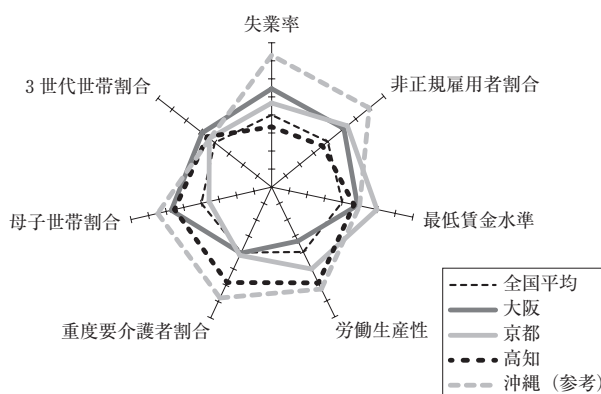 失業率
3 世代世帯割合
非正規雇用者割合
母子世帯割合
最低賃金水準
重度要介護者割合
労働生産性
全国平均
大阪
京都
高知
沖縄（参考）